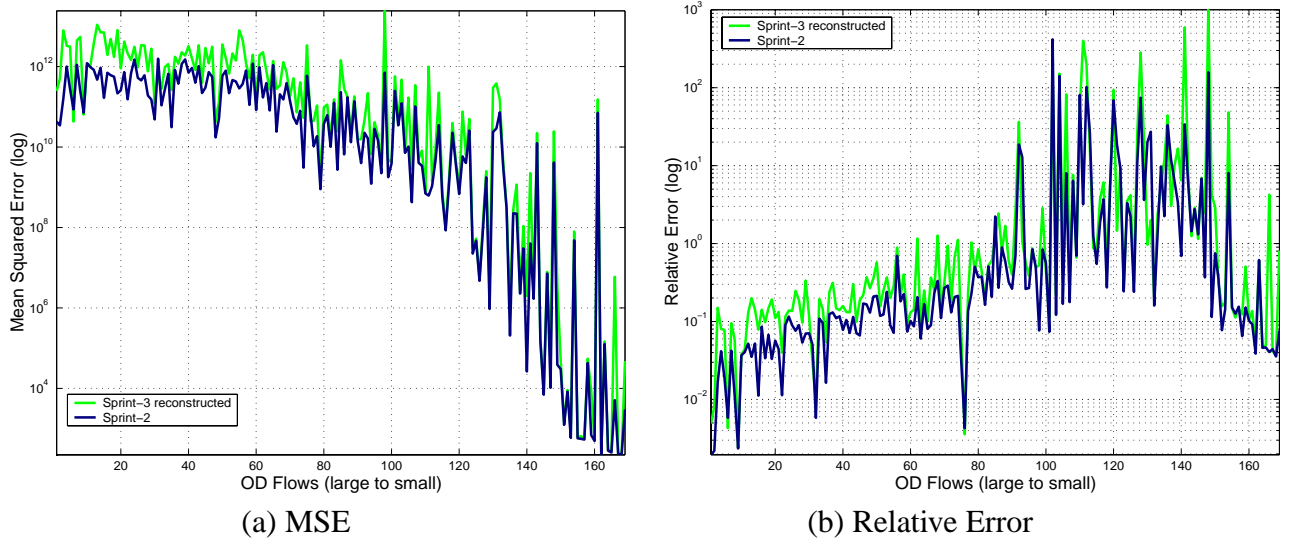 Mean Squared Error (log)
10^12
10^10
10^8
10^6
10^4
Sprint−3 reconstructed
Sprint−2
20 40 60 80 100 120 140 160
OD Flows (large to small)
(a) MSE
Relative Error (log)
10^3
10^2
10^1
10^0
10^−1
10^−2
Sprint−3 reconstructed
Sprint−2
20 40 60 80 100 120 140 160
OD Flows (large to small)
(b) Relative Error